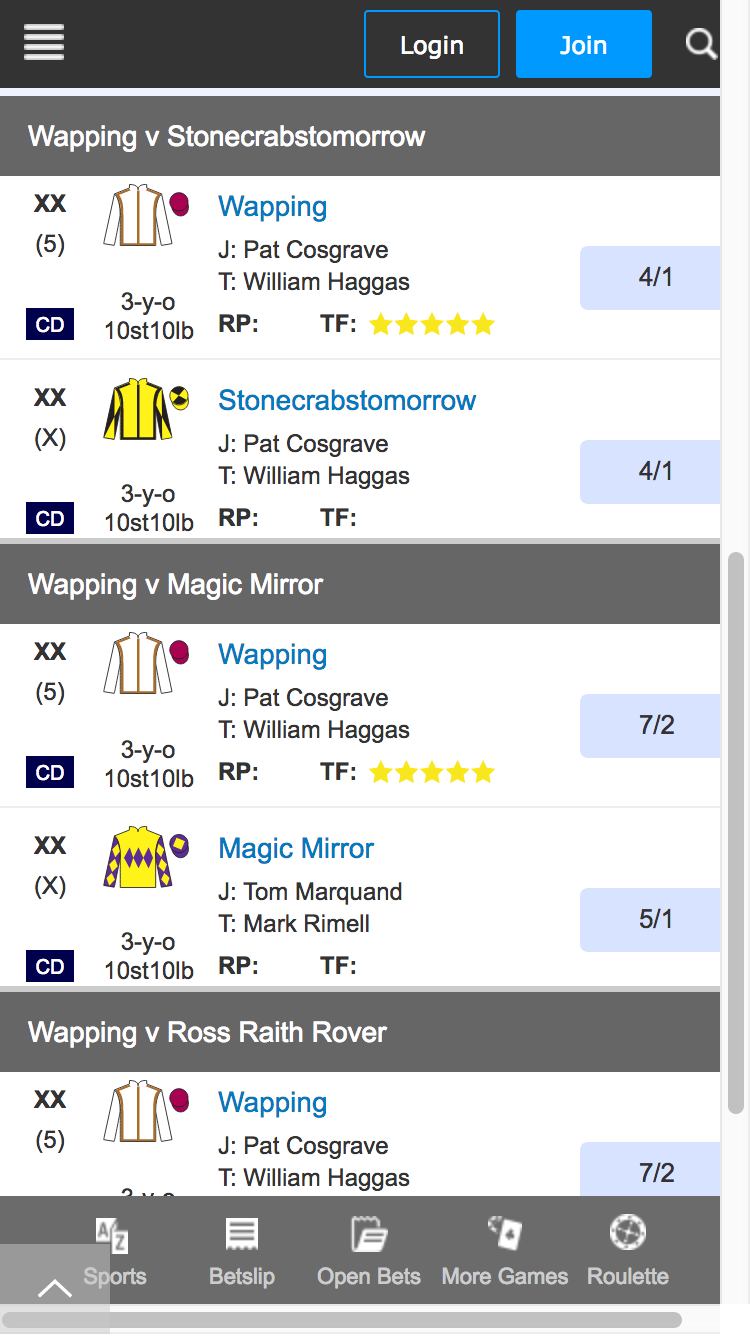 Login Join
Wapping v Stonecrabstomorrow
XX Wapping
(5) J: Pat Cosgrave
T: William Haggas 4/1
3-y-o
CD 10st10lb RP: TF:
XX Stonecrabstomorrow
(X) J: Pat Cosgrave
T: William Haggas 4/1
3-y-o
CD 10st10lb RP: TF:
Wapping v Magic Mirror
XX Wapping
(5) J: Pat Cosgrave
T: William Haggas 7/2
3-y-o
CD 10st10lb RP: TF:
XX Magic Mirror
(X) J: Tom Marquand
T: Mark Rimell 5/1
3-y-o
CD 10st10lb RP: TF:
Wapping v Ross Raith Rover
XX Wapping
(5) J: Pat Cosgrave
T: William Haggas 7/2
3-y-o
A Z
Sports Betslip Open Bets More Games Roulette